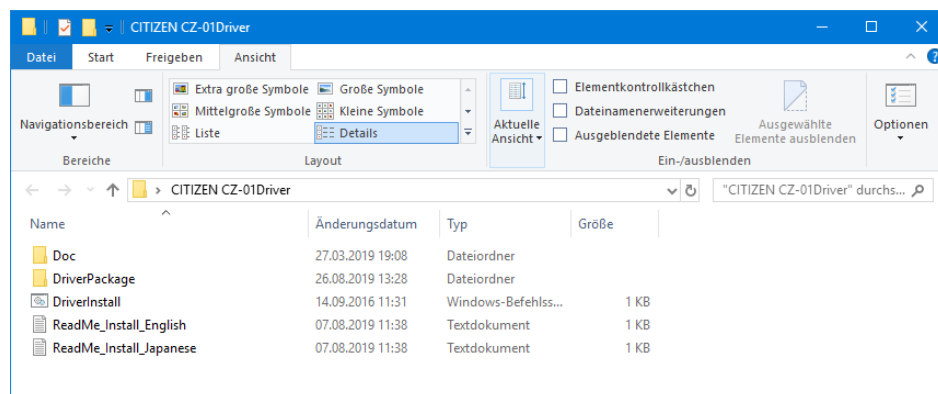 CITIZEN CZ-01Driver
Datei Start Freigeben Ansicht
Extra große Symbole Große Symbole Elementkontrollkästchen
Mittelgroße Symbole Kleine Symbole Dateinamenerweiterungen
Navigationsbereich Liste Details Aktuelle Ansicht Ausgeblendete Elemente Ausgewählte Elemente ausblenden Optionen
Bereiche Layout Ein-/ausblenden
CITIZEN CZ-01Driver "CITIZEN CZ-01Driver" durchs...
Name Änderungsdatum Typ Größe
Doc 27.03.2019 19:08 Dateiordner
DriverPackage 26.08.2019 13:28 Dateiordner
DriverInstall 14.09.2016 11:31 Windows-Befehlss... 1 KB
ReadMe_Install_English 07.08.2019 11:38 Textdokument 1 KB
ReadMe_Install_Japanese 07.08.2019 11:38 Textdokument 1 KB